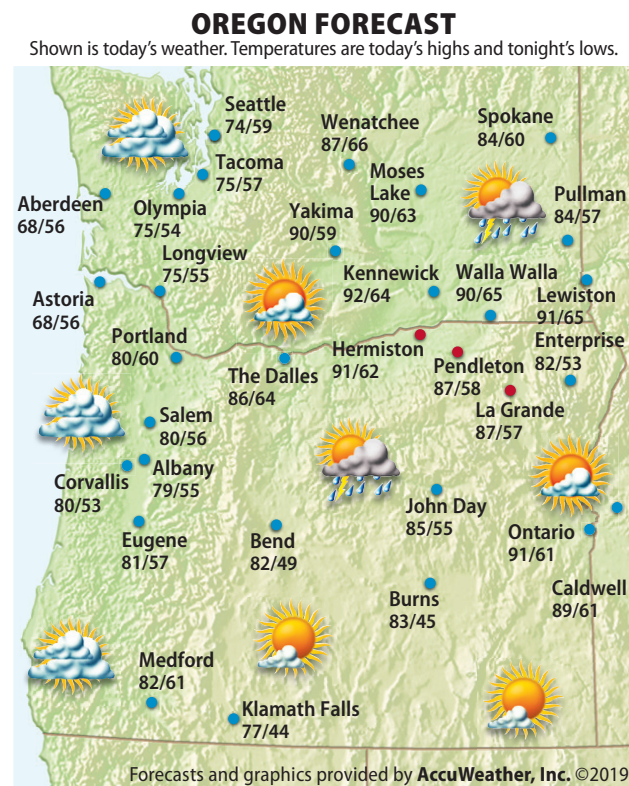 OREGON FORECAST
Shown is today's weather. Temperatures are today's highs and tonight's lows.
Seattle
74/59
Wenatchee
87/66
Spokane
84/60
Tacoma
75/57
Moses
Lake
90/63
Pullman
84/57
Aberdeen
68/56
Olympia
75/54
Yakima
90/59
Longview
75/55
Kennewick
92/64
Walla Walla
90/65
Lewiston
91/65
Astoria
68/56
Portland
80/60
Hermiston
91/62
Enterprise
82/53
The Dalles
86/64
Pendleton
87/58
La Grande
87/57
Salem
80/56
Albany
79/55
Corvallis
80/53
John Day
85/55
Ontario
91/61
Eugene
81/57
Bend
82/49
Caldwell
89/61
Burns
83/45
Medford
82/61
Klamath Falls
77/44
Forecasts and graphics provided by AccuWeather, Inc. ©2019